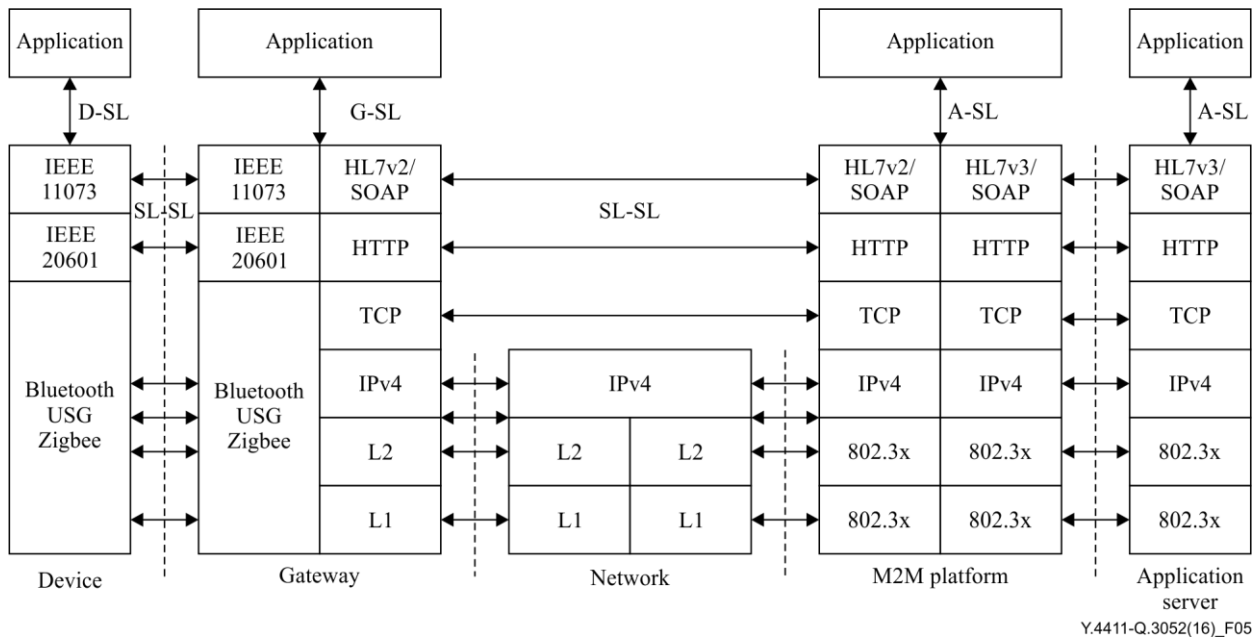 Application
Application
Application
Application
D-SL
G-SL
A-SL
A-SL
IEEE
11073
IEEE
11073
HL7v2/
SOAP
HL7v2/
SOAP
HL7v3/
SOAP
HL7v3/
SOAP
SL-SL
SL-SL
IEEE
20601
IEEE
20601
HTTP
HTTP
HTTP
HTTP
TCP
TCP
TCP
TCP
Bluetooth
USG
Zigbee
Bluetooth
USG
Zigbee
IPv4
IPv4
IPv4
IPv4
IPv4
L2
L2
L2
802.3x
802.3x
802.3x
L1
L1
L1
802.3x
802.3x
802.3x
Device
Gateway
Network
M2M platform
Application
server
Y.4411-Q.3052(16)_F05